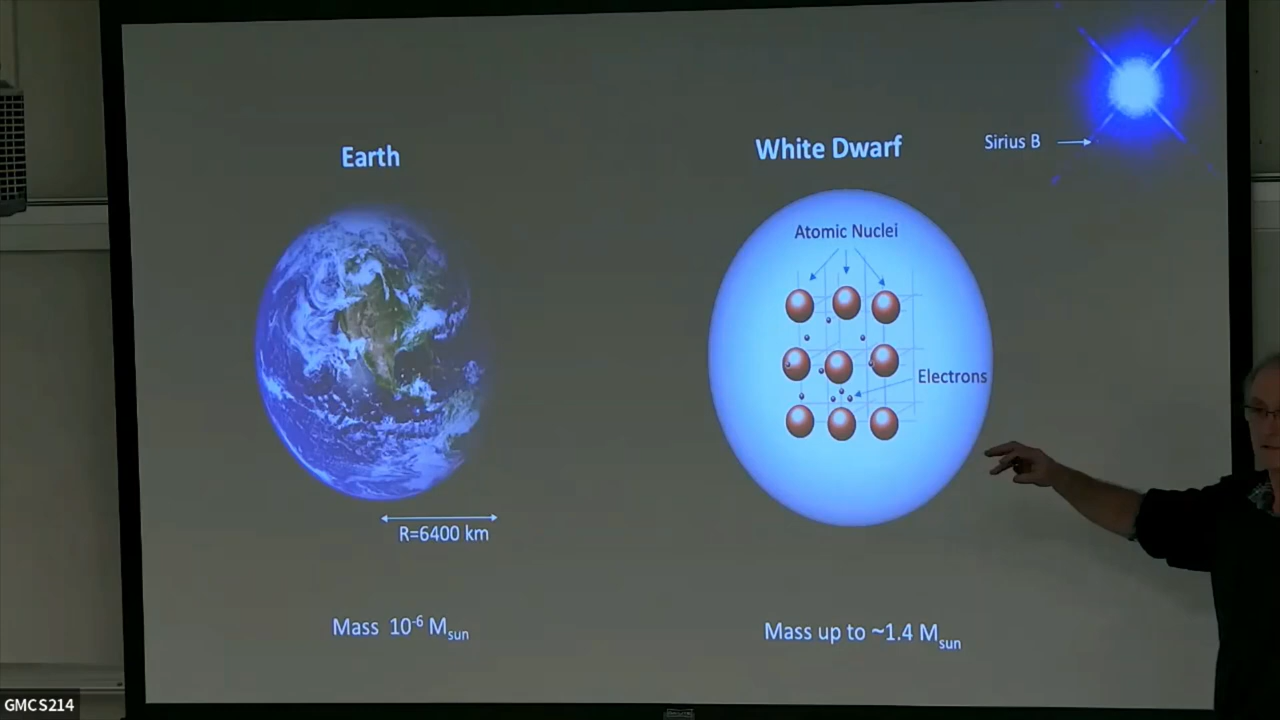 Earth
White Dwarf
Sirius B
Atomic Nuclei
Electrons
R=6400 km
Mass 10⁻⁶ Msun
Mass up to ~1.4 Msun
GMCS214